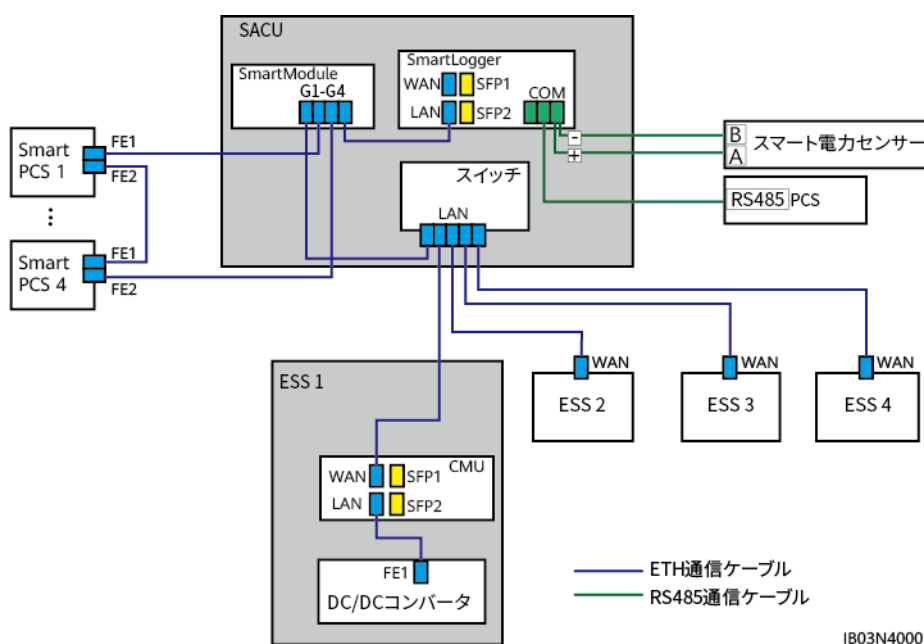 SACU
SmartLogger
SmartModule
G1-G4
WAN
SFP1
COM
LAN
SFP2
B
A
スマート電力センサー
−
+
Smart
PCS 1
FE1
FE2
スイッチ
LAN
RS485
PCS
Smart
PCS 4
FE1
FE2
ESS 1
WAN
ESS 2
WAN
ESS 3
WAN
ESS 4
CMU
WAN
SFP1
LAN
SFP2
FE1
DC/DCコンバータ
ETH通信ケーブル
RS485通信ケーブル
IB03N4000